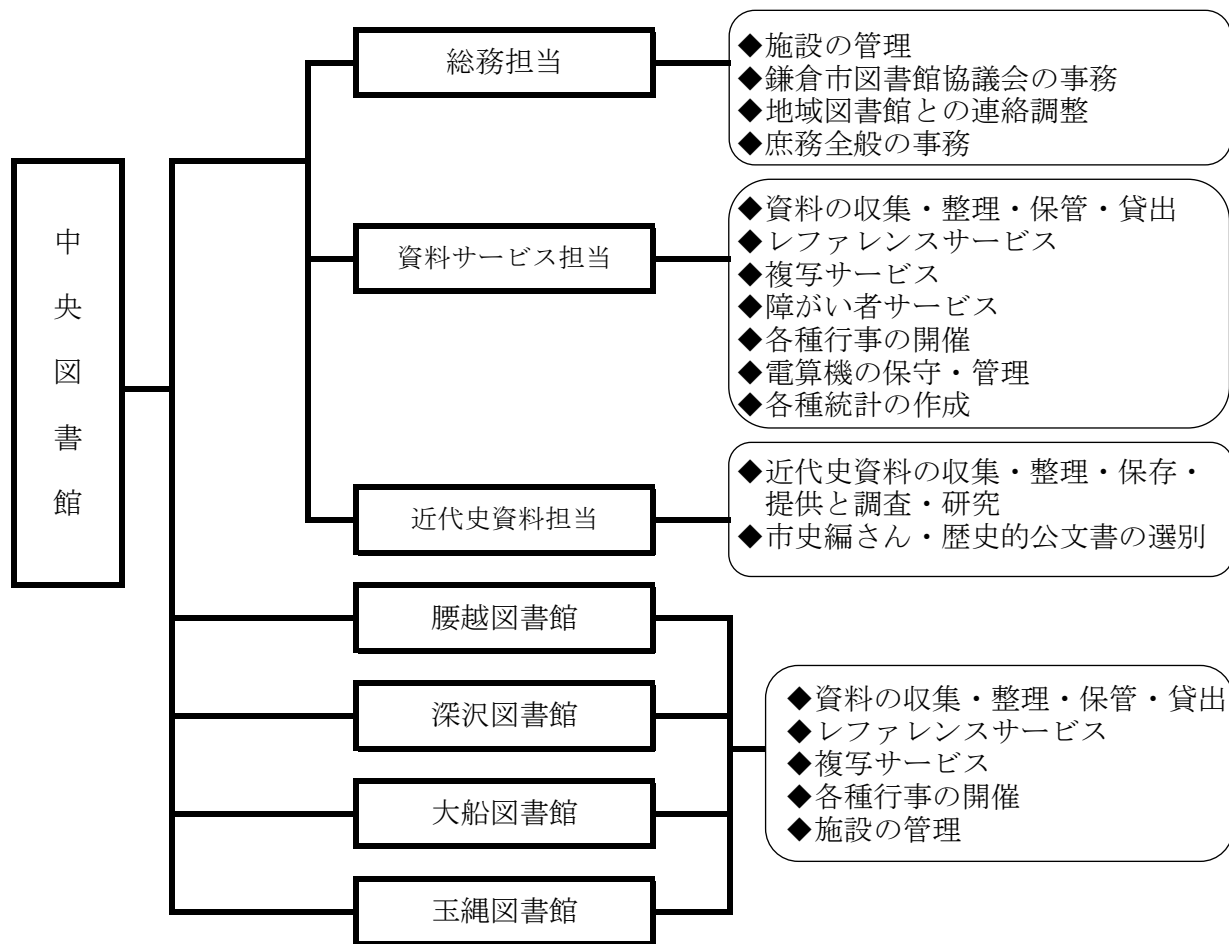 中央図書館
総務担当
◆施設の管理
◆鎌倉市図書館協議会の事務
◆地域図書館との連絡調整
◆庶務全般の事務
資料サービス担当
◆資料の収集・整理・保管・貸出
◆レファレンスサービス
◆複写サービス
◆障がい者サービス
◆各種行事の開催
◆電算機の保守・管理
◆各種統計の作成
近代史資料担当
◆近代史資料の収集・整理・保存・
提供と調査・研究
◆市史編さん・歴史的公文書の選別
腰越図書館
深沢図書館
大船図書館
玉縄図書館
◆資料の収集・整理・保管・貸出
◆レファレンスサービス
◆複写サービス
◆各種行事の開催
◆施設の管理